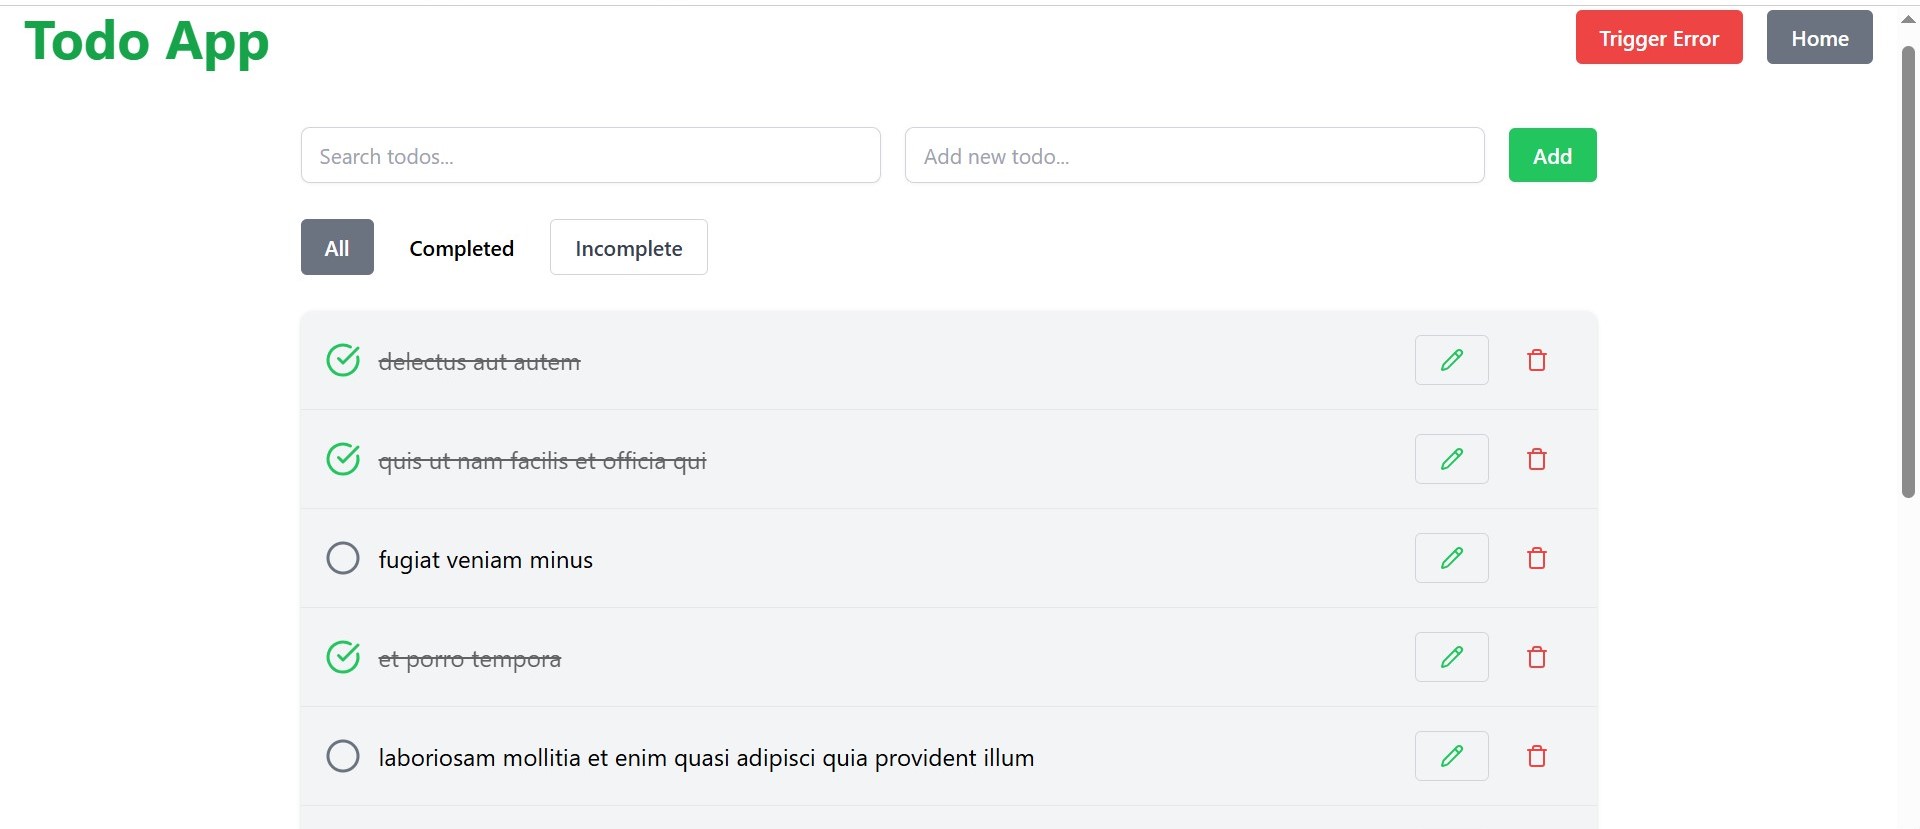 Todo App
Trigger Error
Home
Search todos...
Add new todo...
Add
All
Completed
Incomplete
delectus aut autem
quis ut nam facilis et officia qui
fugiat veniam minus
et porro tempora
laboriosam mollitia et enim quasi adipisci quia provident illum